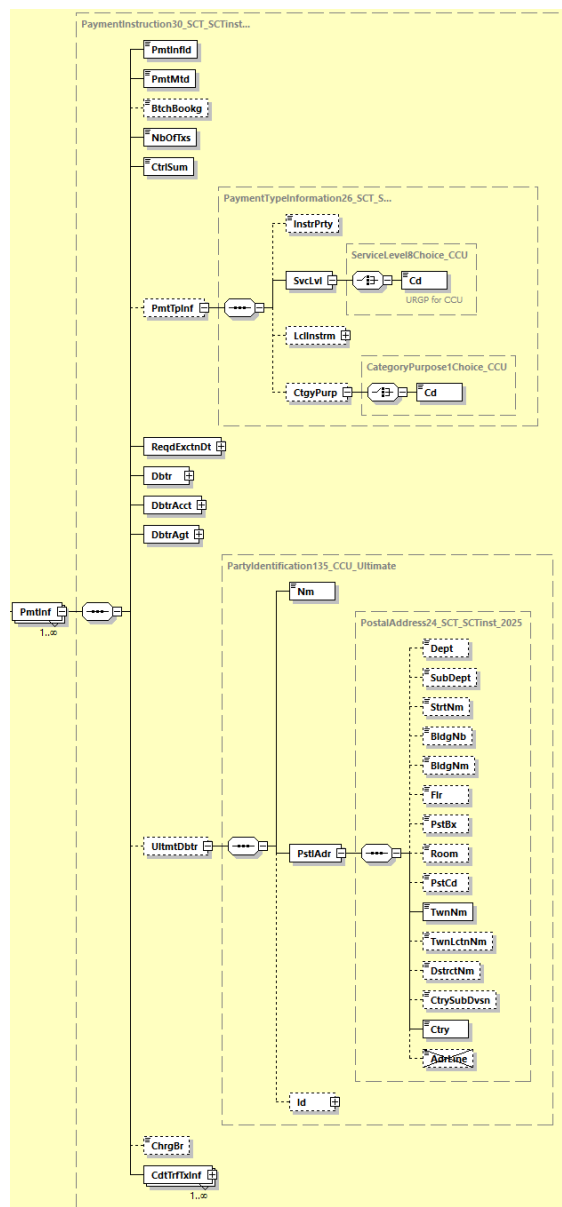 PaymentInstruction30_SCT_SCTinst...
PmtInfId
PmtMtd
BtchBookg
NbOfTxs
CtrlSum
PaymentTypeInformation26_SCT_S...
InstrPrty
ServiceLevel8Choice_CCU
SvcLvl
Cd
URGP for CCU
PmtTpInf
LclInstrm
CategoryPurpose1Choice_CCU
CtgyPurp
Cd
ReqdExctnDt
Dbtr
DbtrAcct
DbtrAgt
PartyIdentification135_CCU_Ultimate
Nm
PmtInf
1..∞
PostalAddress24_SCT_SCTinst_2025
Dept
SubDept
StrtNm
BldgNb
BldgNm
Flr
PstBx
UltmtDbtr
PstlAdr
Room
PstCd
TwnNm
TwnLctnNm
DstrctNm
CtrySubDvsn
Ctry
AdrLine
Id
ChrgBr
CdtTrfTxInf
1..∞